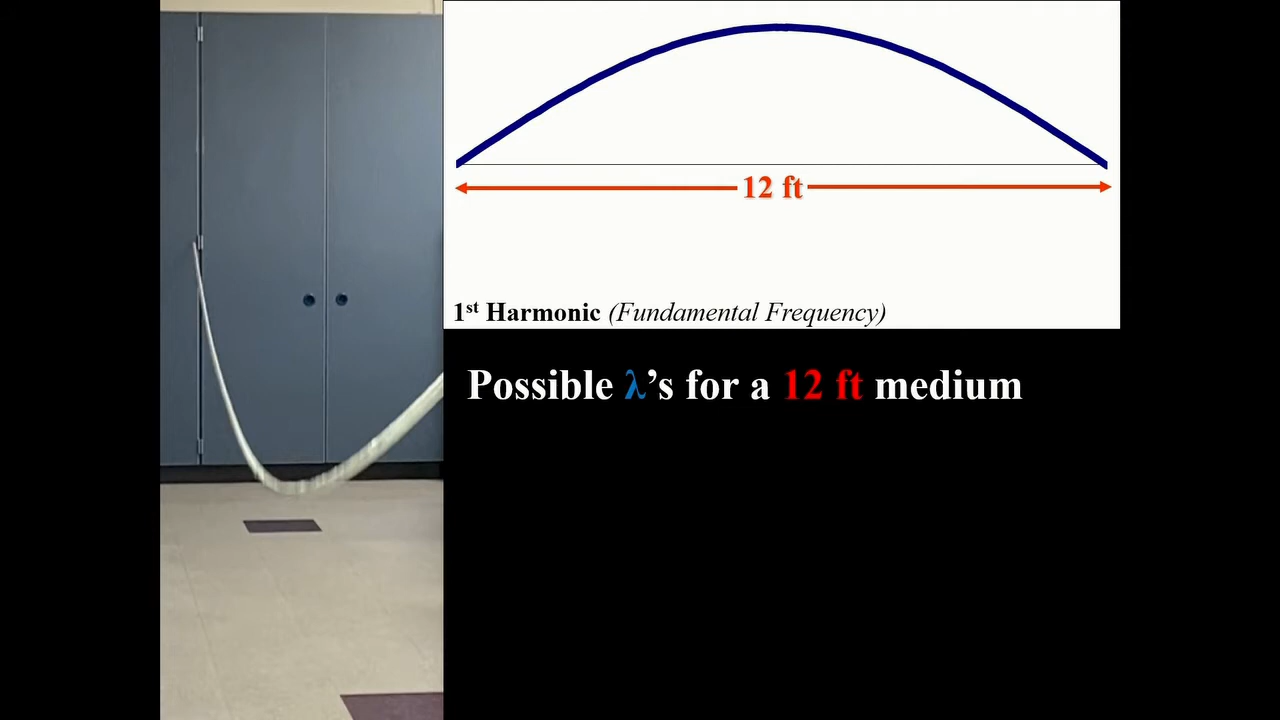 12 ft
1st Harmonic (Fundamental Frequency)
Possible λ’s for a 12 ft medium